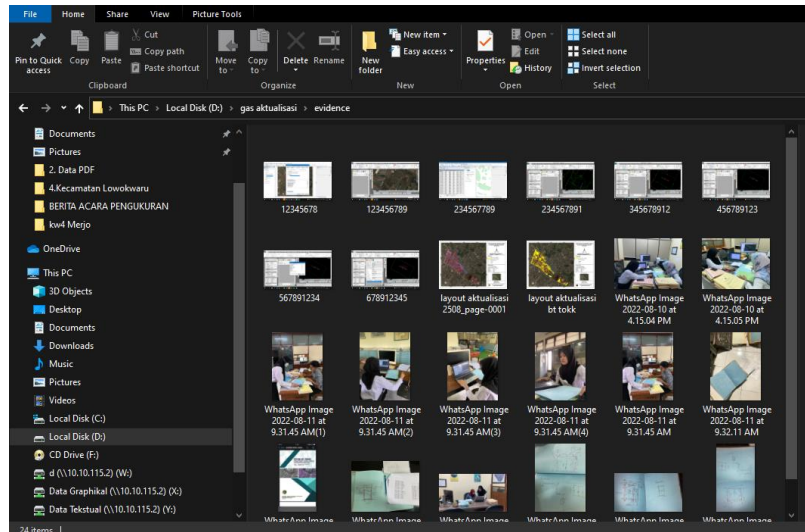 File Home Share View Picture Tools
Pin to Quick access
Copy
Paste
Cut
Copy path
Paste shortcut
Move to
Copy to
Delete
Rename
New folder
New item
Easy access
Properties
Open
Edit
History
Select all
Select none
Invert selection
Clipboard Organize New Open Select
This PC > Local Disk (D:) > gas aktualisasi > evidence
Documents
Pictures
2. Data PDF
4.Kecamatan Lowokwaru
BERITA ACARA PENGUKURAN
kw4 Merjo
OneDrive
This PC
3D Objects
Desktop
Documents
Downloads
Music
Pictures
Videos
Local Disk (C:)
Local Disk (D:)
CD Drive (F:)
d (\\10.10.115.2) (W:)
Data Graphikal (\\10.10.115.2) (X:)
Data Tekstual (\\10.10.115.2) (Y:)
24 items
12345678 123456789 234567789 234567891 345678912 456789123
567891234
678912345
layout aktualisasi
2508_page-0001
layout aktualisasi
bt tokk
WhatsApp Image
2022-08-10 at
4.15.04 PM
WhatsApp Image
2022-08-10 at
4.15.05 PM
WhatsApp Image
2022-08-11 at
9.31.45 AM(1)
WhatsApp Image
2022-08-11 at
9.31.45 AM(2)
WhatsApp Image
2022-08-11 at
9.31.45 AM(3)
WhatsApp Image
2022-08-11 at
9.31.45 AM(4)
WhatsApp Image
2022-08-11 at
9.31.45 AM
WhatsApp Image
2022-08-11 at
9.32.11 AM
WhatsApp Image WhatsApp Image WhatsApp Image WhatsApp Image WhatsApp Image WhatsApp Image